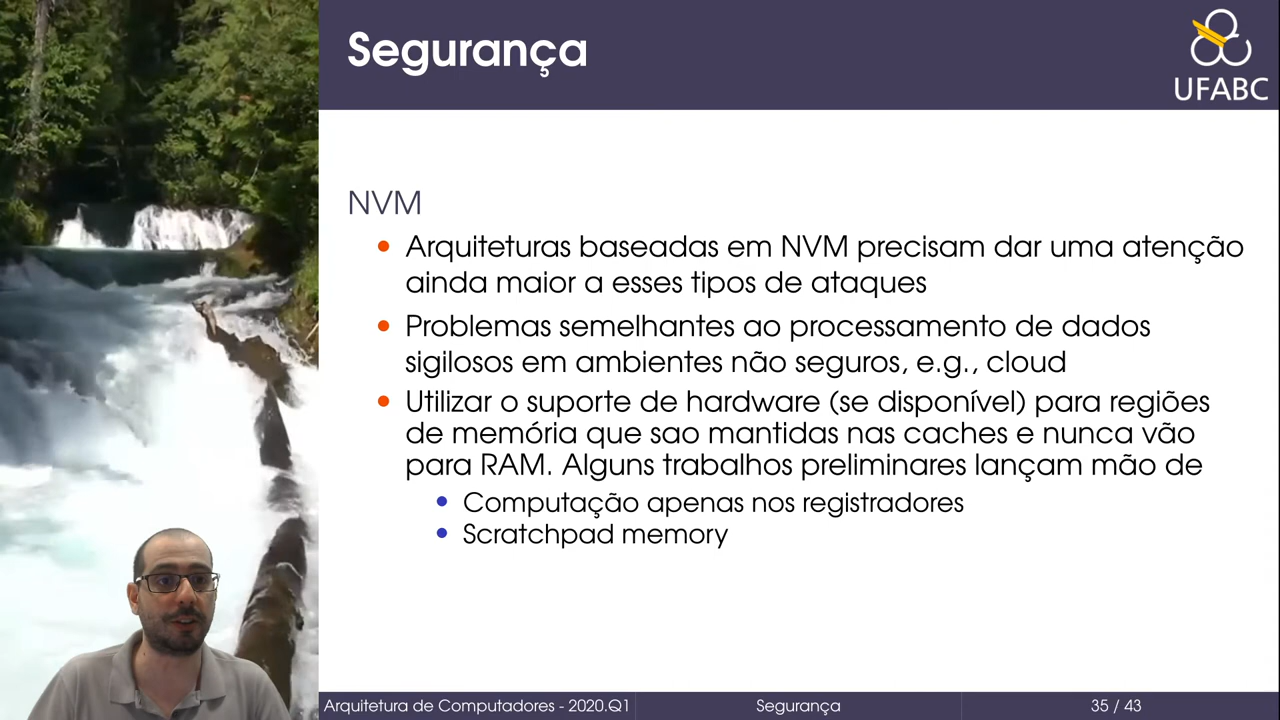 Segurança
UFABC
NVM
Arquiteturas baseadas em NVM precisam dar uma atenção
ainda maior a esses tipos de ataques
Problemas semelhantes ao processamento de dados
sigilosos em ambientes não seguros, e.g., cloud
Utilizar o suporte de hardware (se disponível) para regiões
de memória que sao mantidas nas caches e nunca vão
para RAM. Alguns trabalhos preliminares lançam mão de
Computação apenas nos registradores
Scratchpad memory
Arquitetura de Computadores - 2020.Q1
Segurança
35 / 43